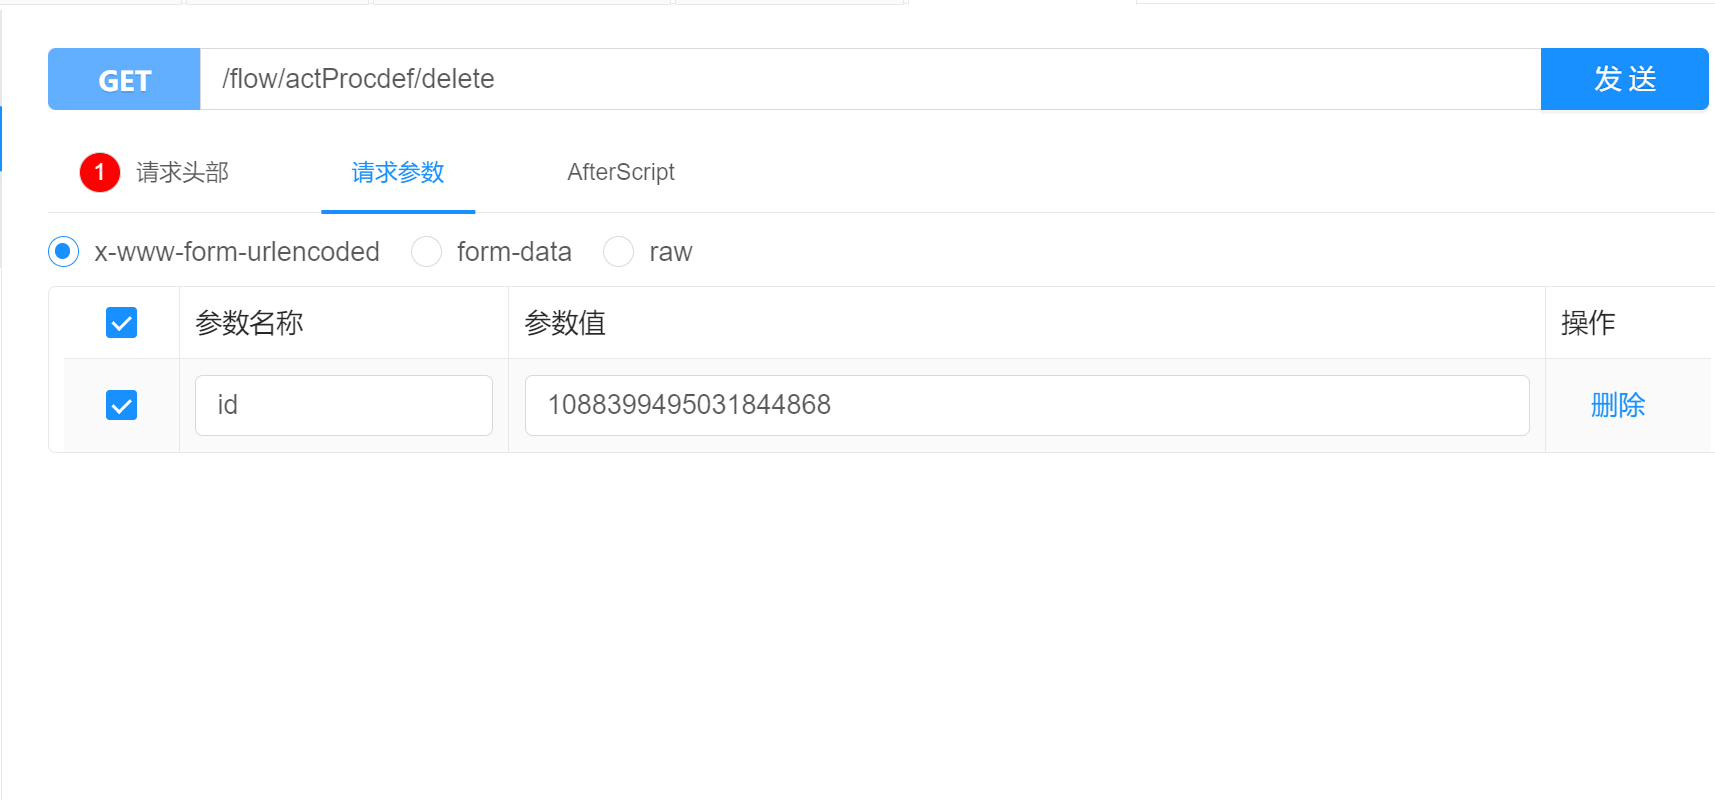 GET /flow/actProcdef/delete 发 送
1 请求头部 请求参数 AfterScript
x-www-form-urlencoded form-data raw
参数名称 参数值 操作
id 1088399495031844868 删除